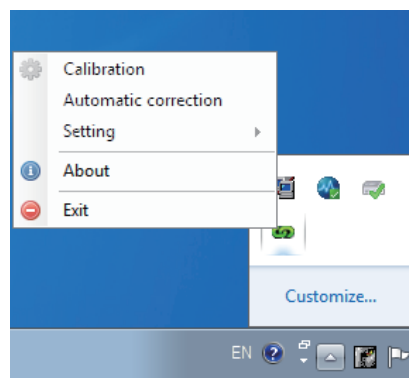 Calibration
Automatic correction
Setting
About
Exit
Customize...
EN